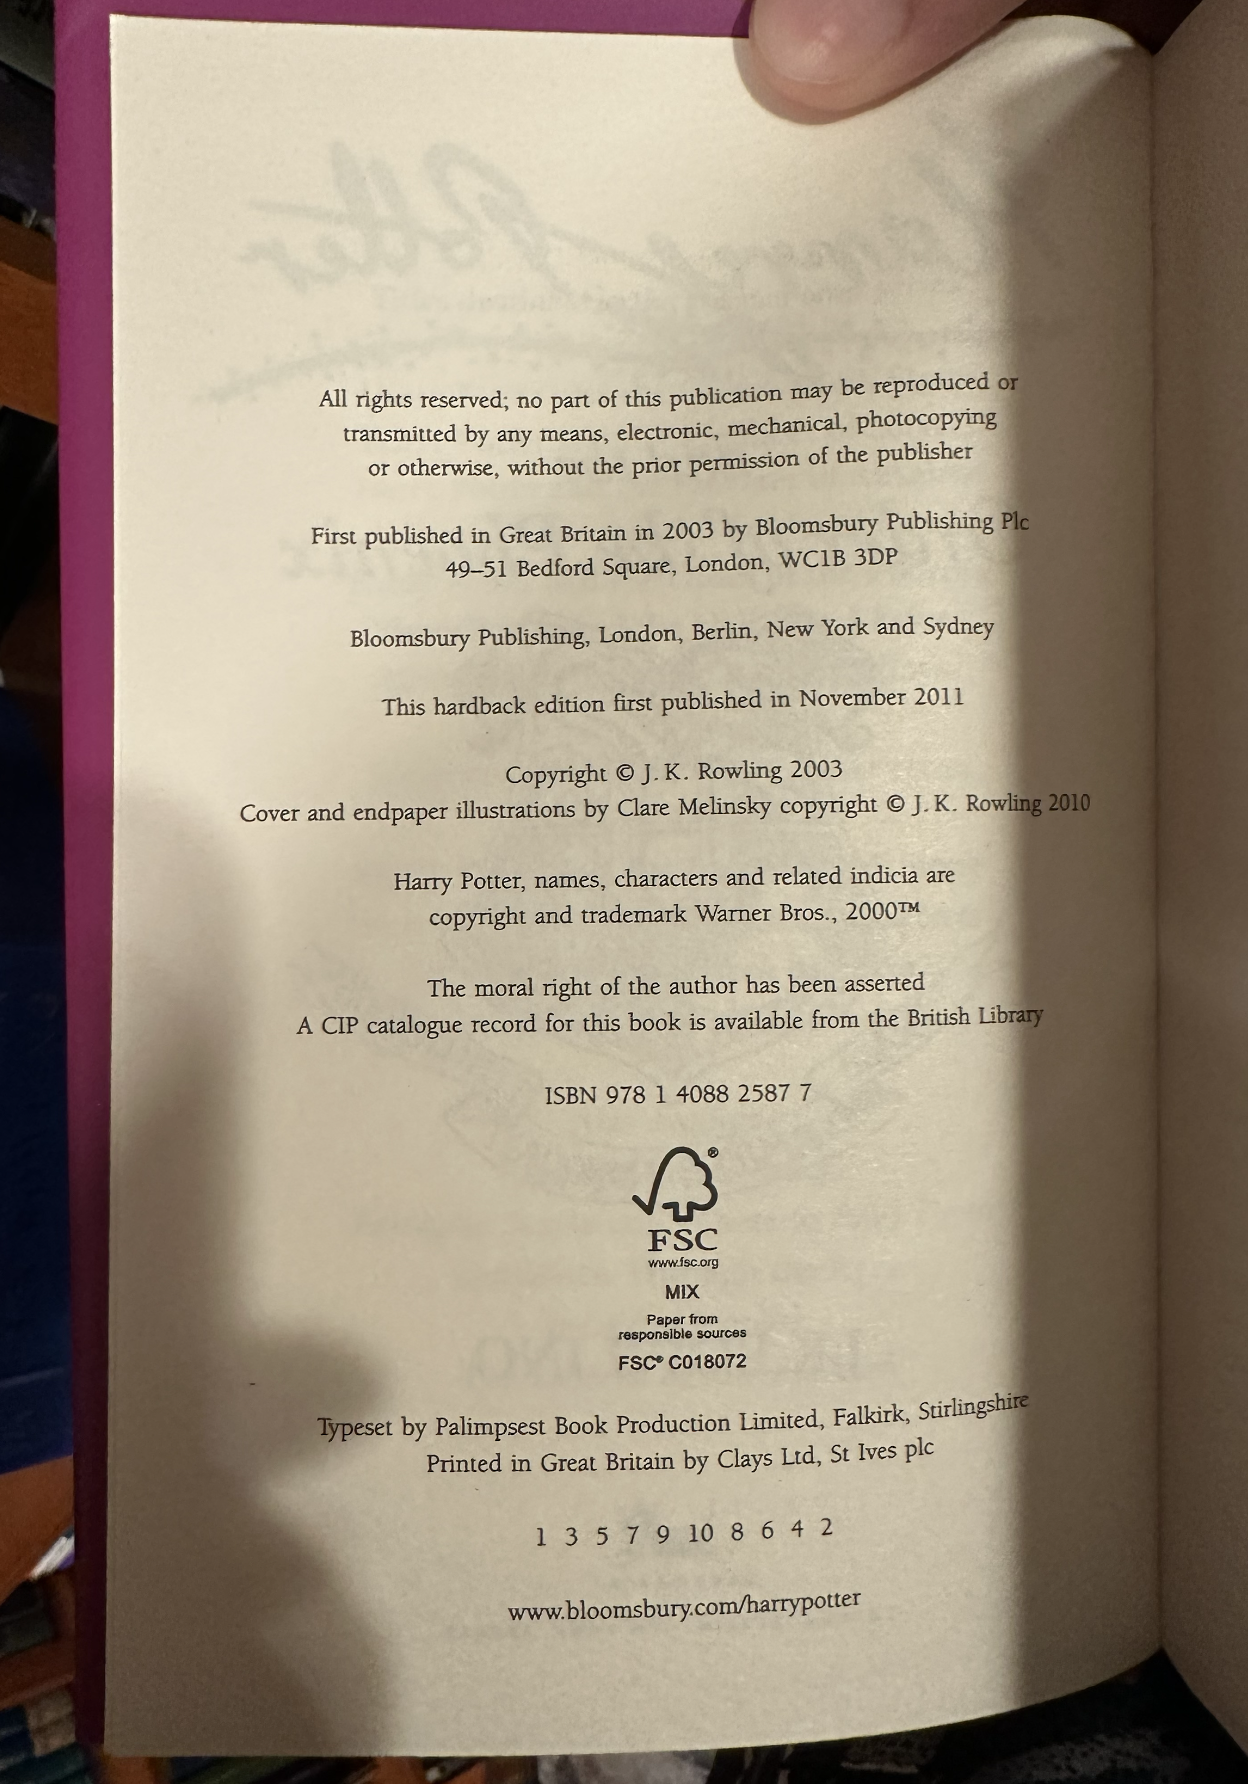 All rights reserved; no part of this publication may be reproduced or
transmitted by any means, electronic, mechanical, photocopying
or otherwise, without the prior permission of the publisher
First published in Great Britain in 2003 by Bloomsbury Publishing Plc
49–51 Bedford Square, London, WC1B 3DP
Bloomsbury Publishing, London, Berlin, New York and Sydney
This hardback edition first published in November 2011
Copyright © J. K. Rowling 2003
Cover and endpaper illustrations by Clare Melinsky copyright © J. K. Rowling 2010
Harry Potter, names, characters and related indicia are
copyright and trademark Warner Bros., 2000™
The moral right of the author has been asserted
A CIP catalogue record for this book is available from the British Library
ISBN 978 1 4088 2587 7
®
FSC
www.fsc.org
MIX
Paper from
responsible sources
FSC® C018072
Typeset by Palimpsest Book Production Limited, Falkirk, Stirlingshire
Printed in Great Britain by Clays Ltd, St Ives plc
1 3 5 7 9 10 8 6 4 2
www.bloomsbury.com/harrypotter